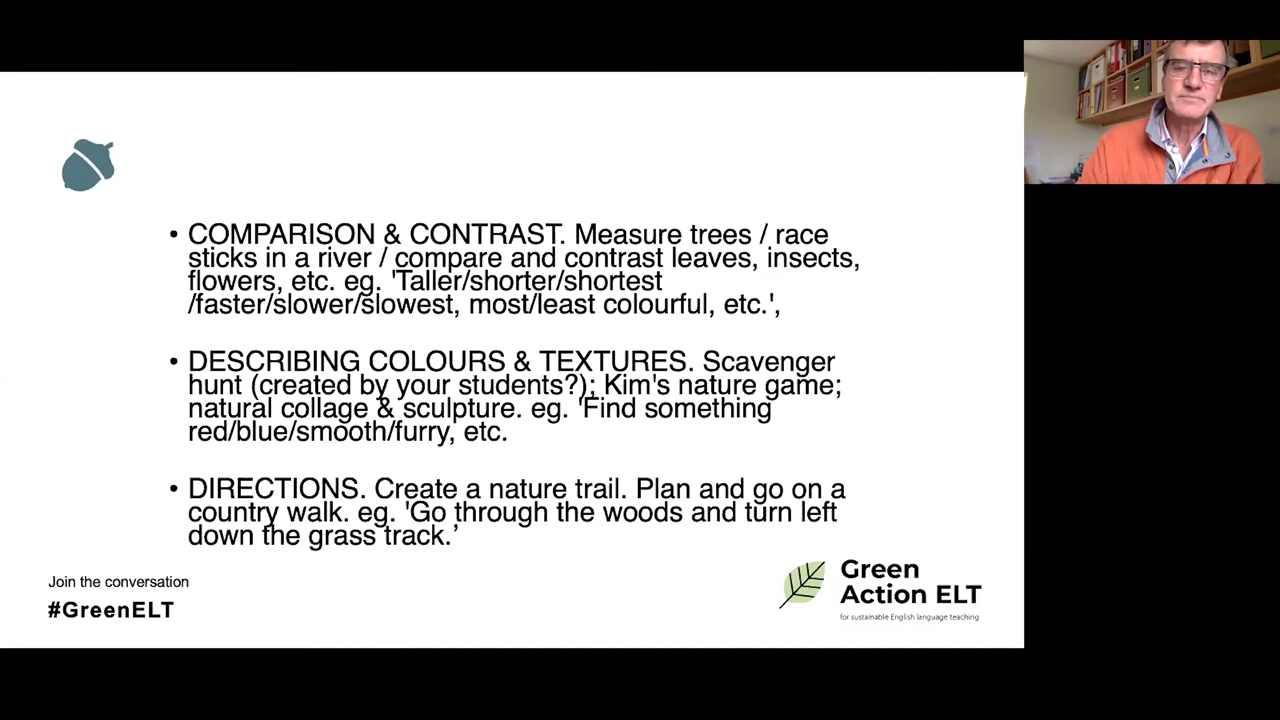 • COMPARISON & CONTRAST. Measure trees / race
sticks in a river / compare and contrast leaves, insects,
flowers, etc. eg. 'Taller/shorter/shortest
/faster/slower/slowest, most/least colourful, etc.',
• DESCRIBING COLOURS & TEXTURES. Scavenger
hunt (created by your students?); Kim's nature game;
natural collage & sculpture. eg. 'Find something
red/blue/smooth/furry, etc.
• DIRECTIONS. Create a nature trail. Plan and go on a
country walk. eg. 'Go through the woods and turn left
down the grass track.’
Join the conversation
#GreenELT
Green
Action ELT
for sustainable English language teaching